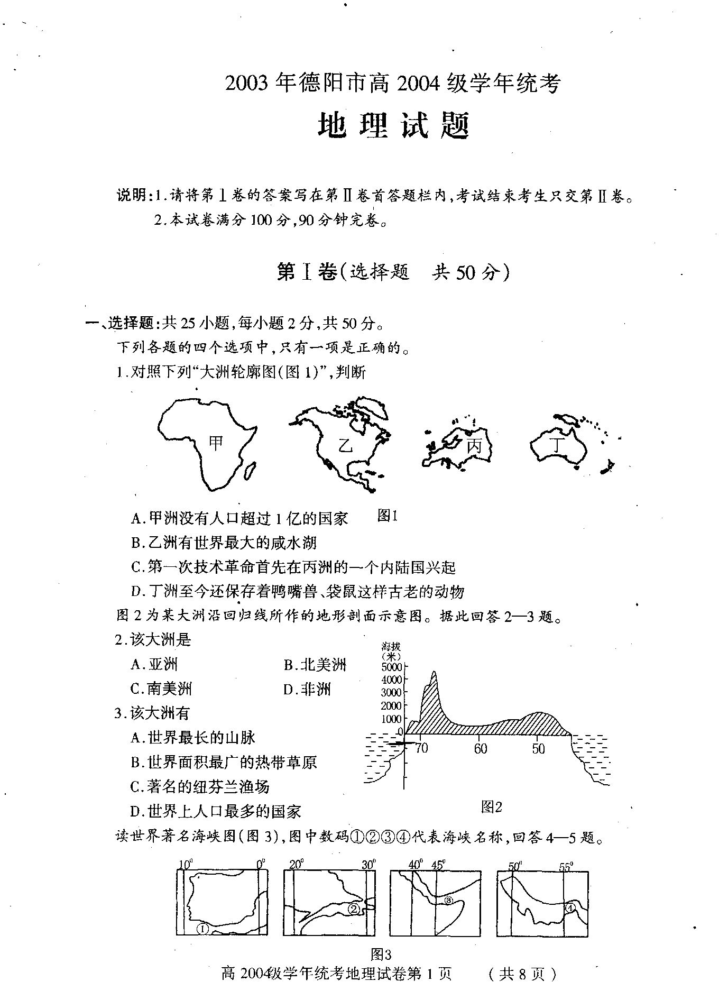 2003年德阳市高2004级学年统考
地理试题
说明:1.请将第Ⅰ卷的答案写在第Ⅱ卷首答题栏内,考试结束考生只交第Ⅱ卷。
2.本试卷满分100分,90分钟完卷。
第Ⅰ卷(选择题 共50分)
一、选择题:共25小题,每小题2分,共50分。
下列各题的四个选项中,只有一项是正确的。
1.对照下列“大洲轮廓图(图1)”,判断
甲 乙 丙 丁
图1
A.甲洲没有人口超过1亿的国家
B.乙洲有世界最大的咸水湖
C.第一次技术革命首先在丙洲的一个内陆国兴起
D.丁洲至今还保存着鸭嘴兽、袋鼠这样古老的动物
图2为某大洲沿回归线所作的地形剖面示意图。据此回答2—3题。
2.该大洲是
A.亚洲 B.北美洲
C.南美洲 D.非洲
3.该大洲有
A.世界最长的山脉
B.世界面积最广的热带草原
C.著名的纽芬兰渔场
D.世界上人口最多的国家
海拔
(米)
5000
4000
3000
2000
1000
0
70 60 50
图2
读世界著名海峡图(图3),图中数码①②③④代表海峡名称,回答4—5题。
10° 0° 20° 30° 40° 45° 50° 55°
① ② ③ ④
图3
高2004级学年统考地理试卷第1页 (共8页)